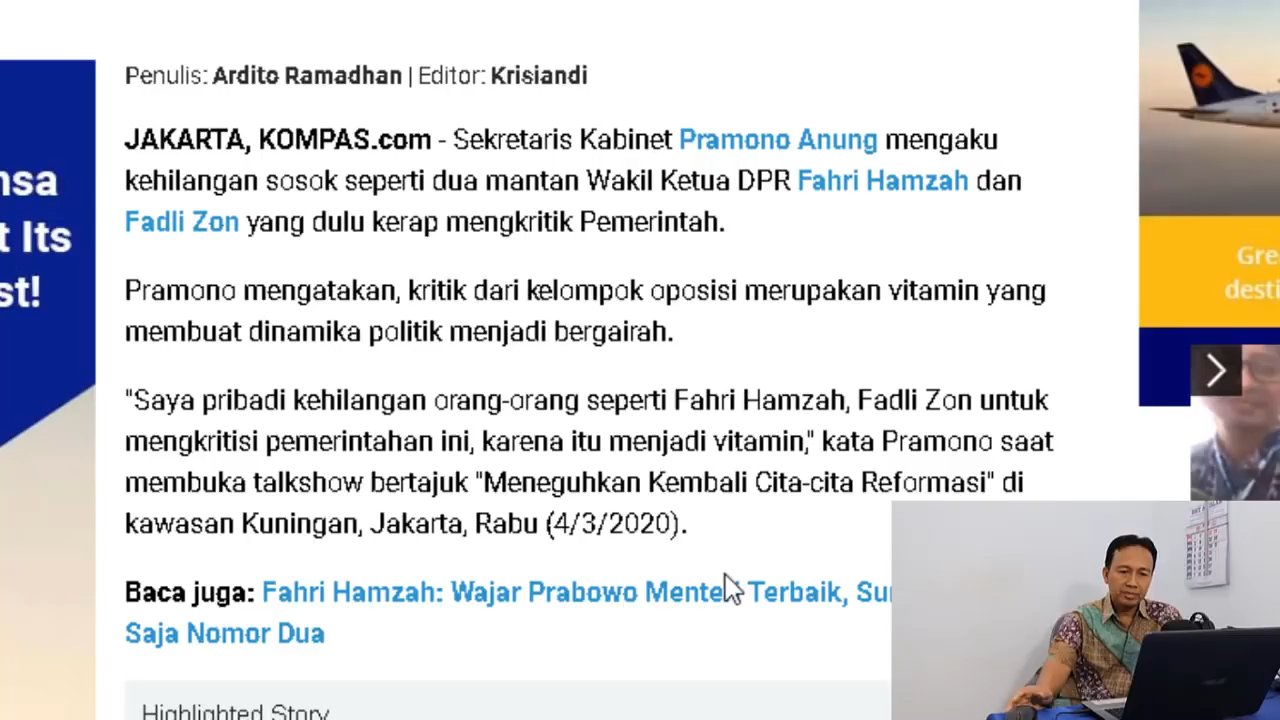 Penulis: Ardito Ramadhan | Editor: Krisiandi
JAKARTA, KOMPAS.com - Sekretaris Kabinet Pramono Anung mengaku
kehilangan sosok seperti dua mantan Wakil Ketua DPR Fahri Hamzah dan
Fadli Zon yang dulu kerap mengkritik Pemerintah.
Pramono mengatakan, kritik dari kelompok oposisi merupakan vitamin yang
membuat dinamika politik menjadi bergairah.
"Saya pribadi kehilangan orang-orang seperti Fahri Hamzah, Fadli Zon untuk
mengkritisi pemerintahan ini, karena itu menjadi vitamin," kata Pramono saat
membuka talkshow bertajuk "Meneguhkan Kembali Cita-cita Reformasi" di
kawasan Kuningan, Jakarta, Rabu (4/3/2020).
Baca juga: Fahri Hamzah: Wajar Prabowo Mente Terbaik, Sur
Saja Nomor Dua
Highlighted Story
nsa
t Its
st!
Gre
desti